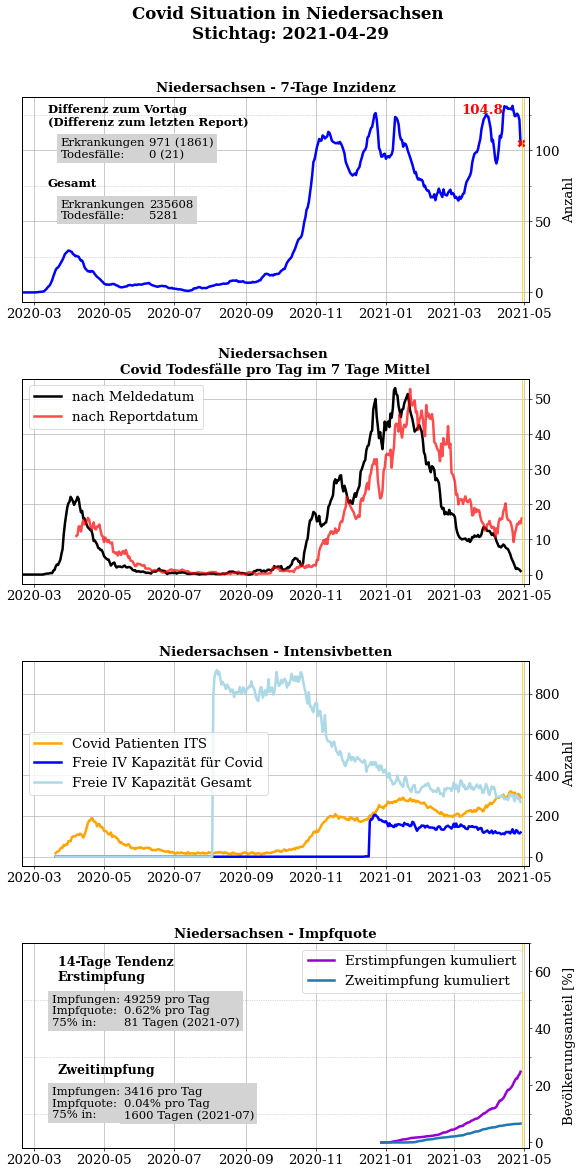 Covid Situation in Niedersachsen
Stichtag: 2021-04-29
Niedersachsen - 7-Tage Inzidenz
Differenz zum Vortag
(Differenz zum letzten Report)
Erkrankungen 971 (1861)
Todesfälle: 0 (21)
Gesamt
Erkrankungen 235608
Todesfälle: 5281
104.8
100
50
0
Anzahl
2020-03 2020-05 2020-07 2020-09 2020-11 2021-01 2021-03 2021-05
Niedersachsen
Covid Todesfälle pro Tag im 7 Tage Mittel
nach Meldedatum
nach Reportdatum
50
40
30
20
10
0
2020-03 2020-05 2020-07 2020-09 2020-11 2021-01 2021-03 2021-05
Niedersachsen - Intensivbetten
Covid Patienten ITS
Freie IV Kapazität für Covid
Freie IV Kapazität Gesamt
800
600
400
200
0
Anzahl
2020-03 2020-05 2020-07 2020-09 2020-11 2021-01 2021-03 2021-05
Niedersachsen - Impfquote
14-Tage Tendenz
Erstimpfung
Impfungen: 49259 pro Tag
Impfquote: 0.62% pro Tag
75% in: 81 Tagen (2021-07)
Zweitimpfung
Impfungen: 3416 pro Tag
Impfquote: 0.04% pro Tag
75% in: 1600 Tagen (2021-07)
Erstimpfungen kumuliert
Zweitimpfung kumuliert
60
40
20
0
Bevölkerungsanteil [%]
2020-03 2020-05 2020-07 2020-09 2020-11 2021-01 2021-03 2021-05